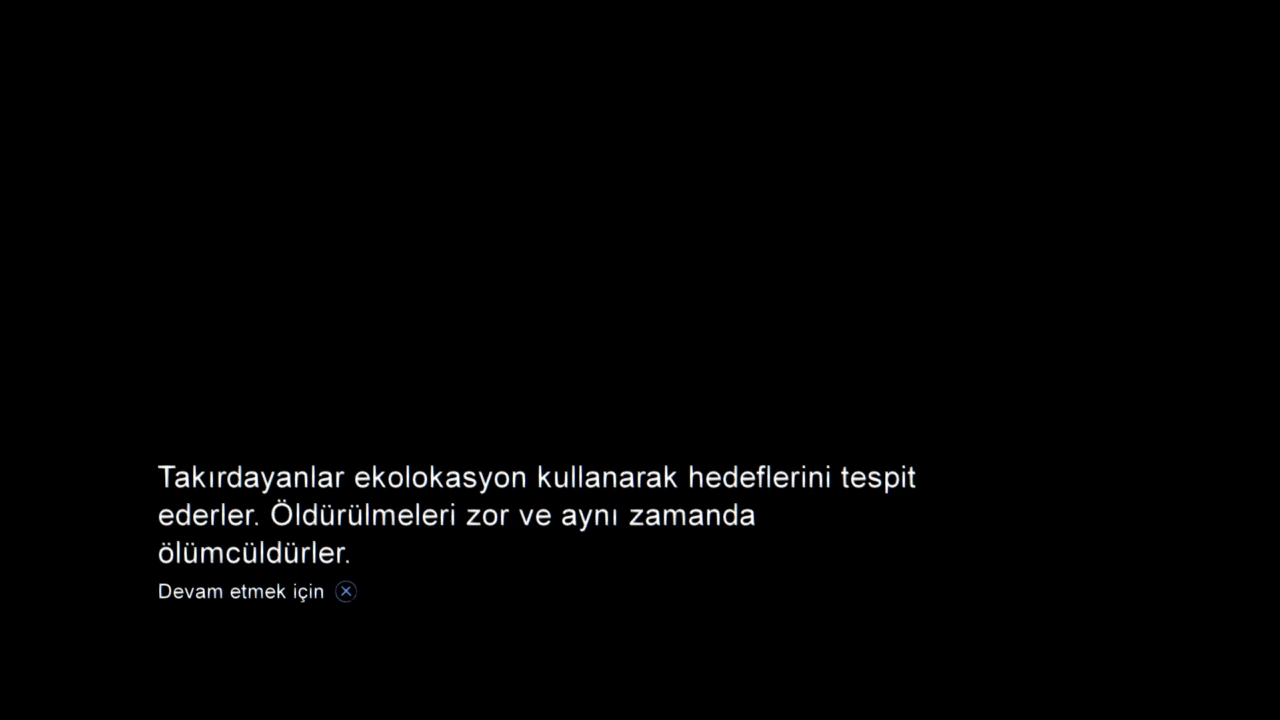 Takırdayanlar ekolokasyon kullanarak hedeflerini tespit
ederler. Öldürülmeleri zor ve aynı zamanda
ölümcüldürler.
Devam etmek için